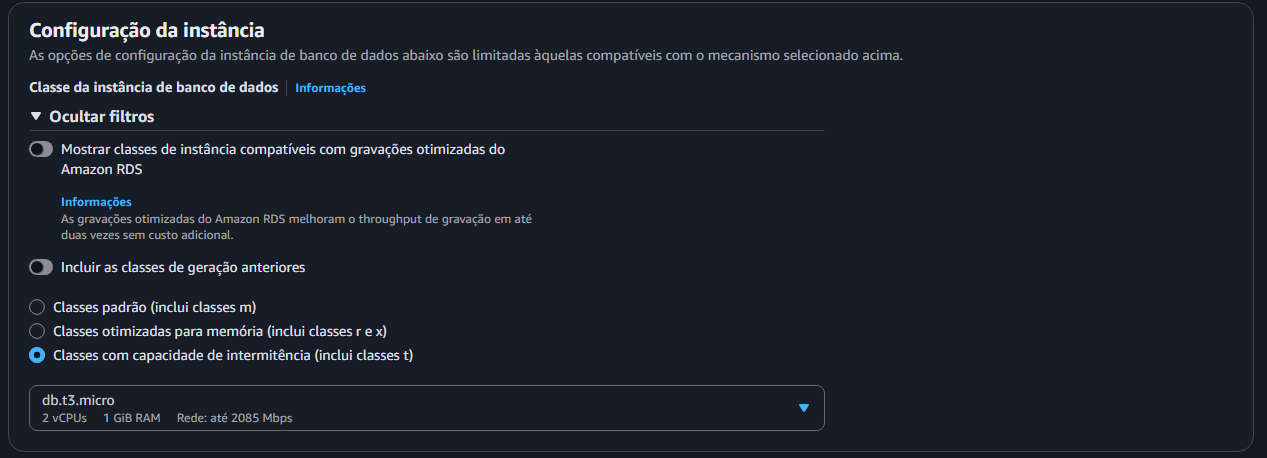 Configuração da instância
As opções de configuração da instância de banco de dados abaixo são limitadas àquelas compatíveis com o mecanismo selecionado acima.
Classe da instância de banco de dados Informações
Ocultar filtros
Mostrar classes de instância compatíveis com gravações otimizadas do
Amazon RDS
Informações
As gravações otimizadas do Amazon RDS melhoram o throughput de gravação em até
duas vezes sem custo adicional.
Incluir as classes de geração anteriores
Classes padrão (inclui classes m)
Classes otimizadas para memória (inclui classes r e x)
Classes com capacidade de intermitência (inclui classes t)
db.t3.micro
2 vCPUs 1 GiB RAM Rede: até 2085 Mbps